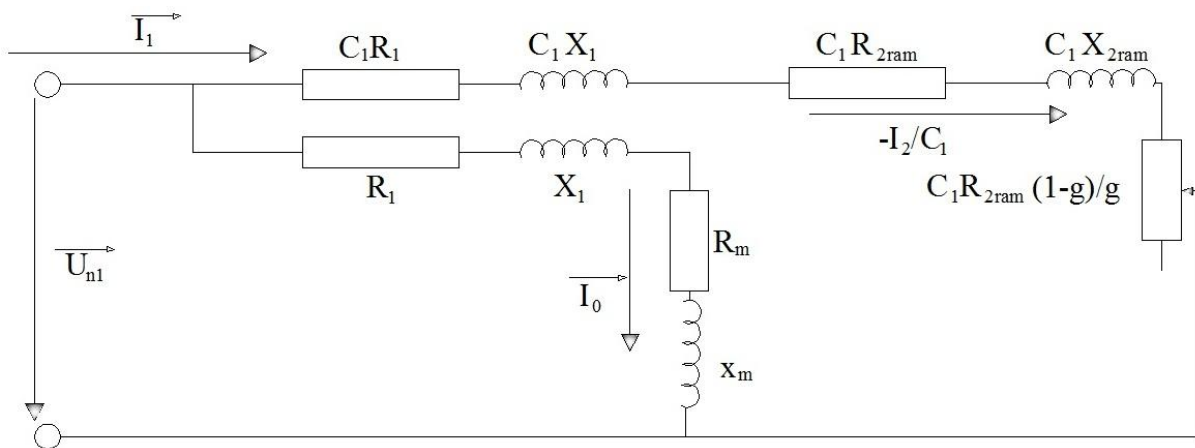 I₁
C₁R₁
C₁X₁
C₁R₂ram
C₁X₂ram
-I₂/C₁
R₁
X₁
C₁R₂ram (1-g)/g
Rₘ
Uₙ₁
I₀
xₘ